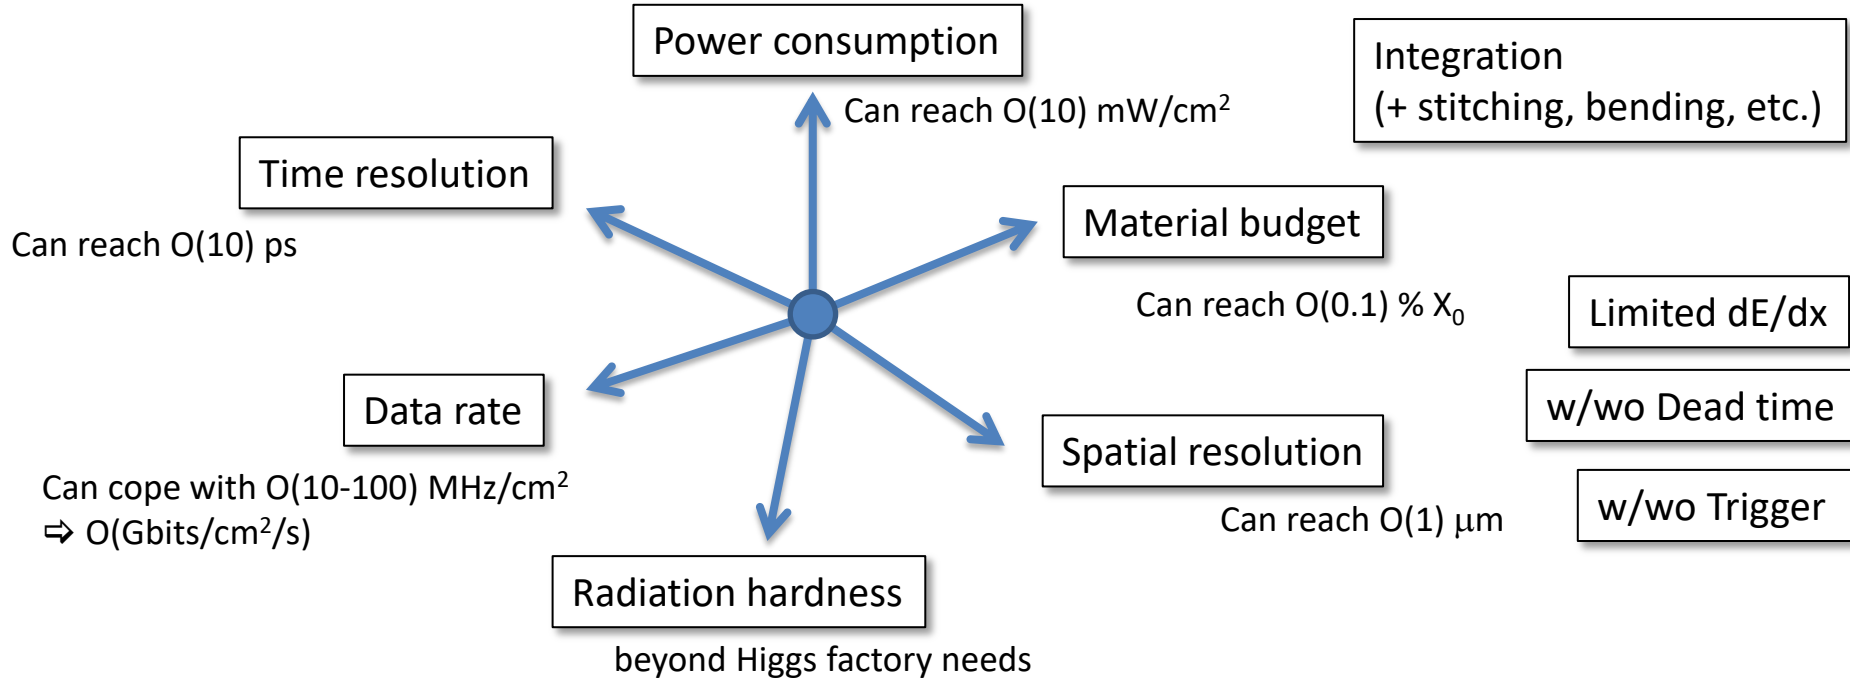 Power consumption
Can reach O(10) mW/cm²
Integration
(+ stitching, bending, etc.)
Time resolution
Can reach O(10) ps
Material budget
Can reach O(0.1) % X₀
Limited dE/dx
Data rate
Can cope with O(10-100) MHz/cm²
⇨ O(Gbits/cm²/s)
w/wo Dead time
Spatial resolution
Can reach O(1) μm
w/wo Trigger
Radiation hardness
beyond Higgs factory needs